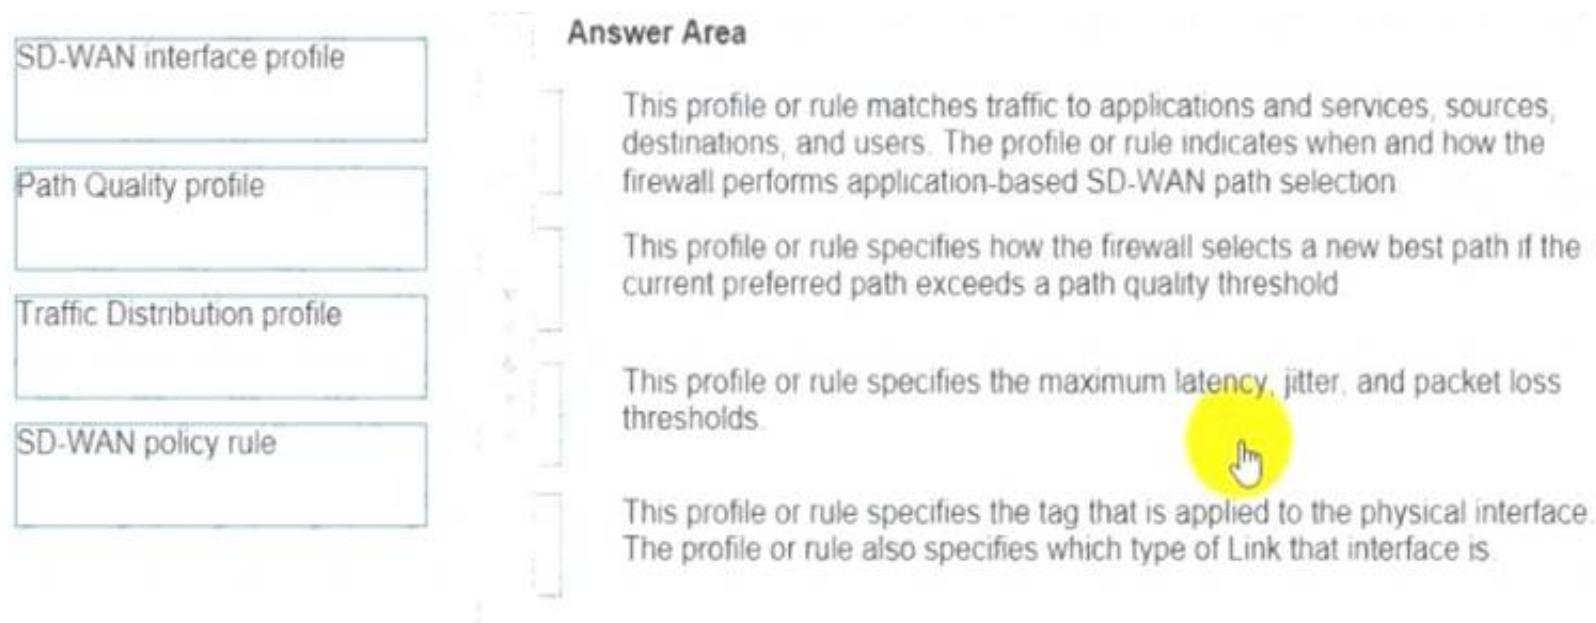 SD-WAN interface profile
Path Quality profile
Traffic Distribution profile
SD-WAN policy rule
Answer Area
This profile or rule matches traffic to applications and services, sources,
destinations, and users. The profile or rule indicates when and how the
firewall performs application-based SD-WAN path selection
This profile or rule specifies how the firewall selects a new best path if the
current preferred path exceeds a path quality threshold
This profile or rule specifies the maximum latency, jitter, and packet loss
thresholds.
This profile or rule specifies the tag that is applied to the physical interface.
The profile or rule also specifies which type of Link that interface is.